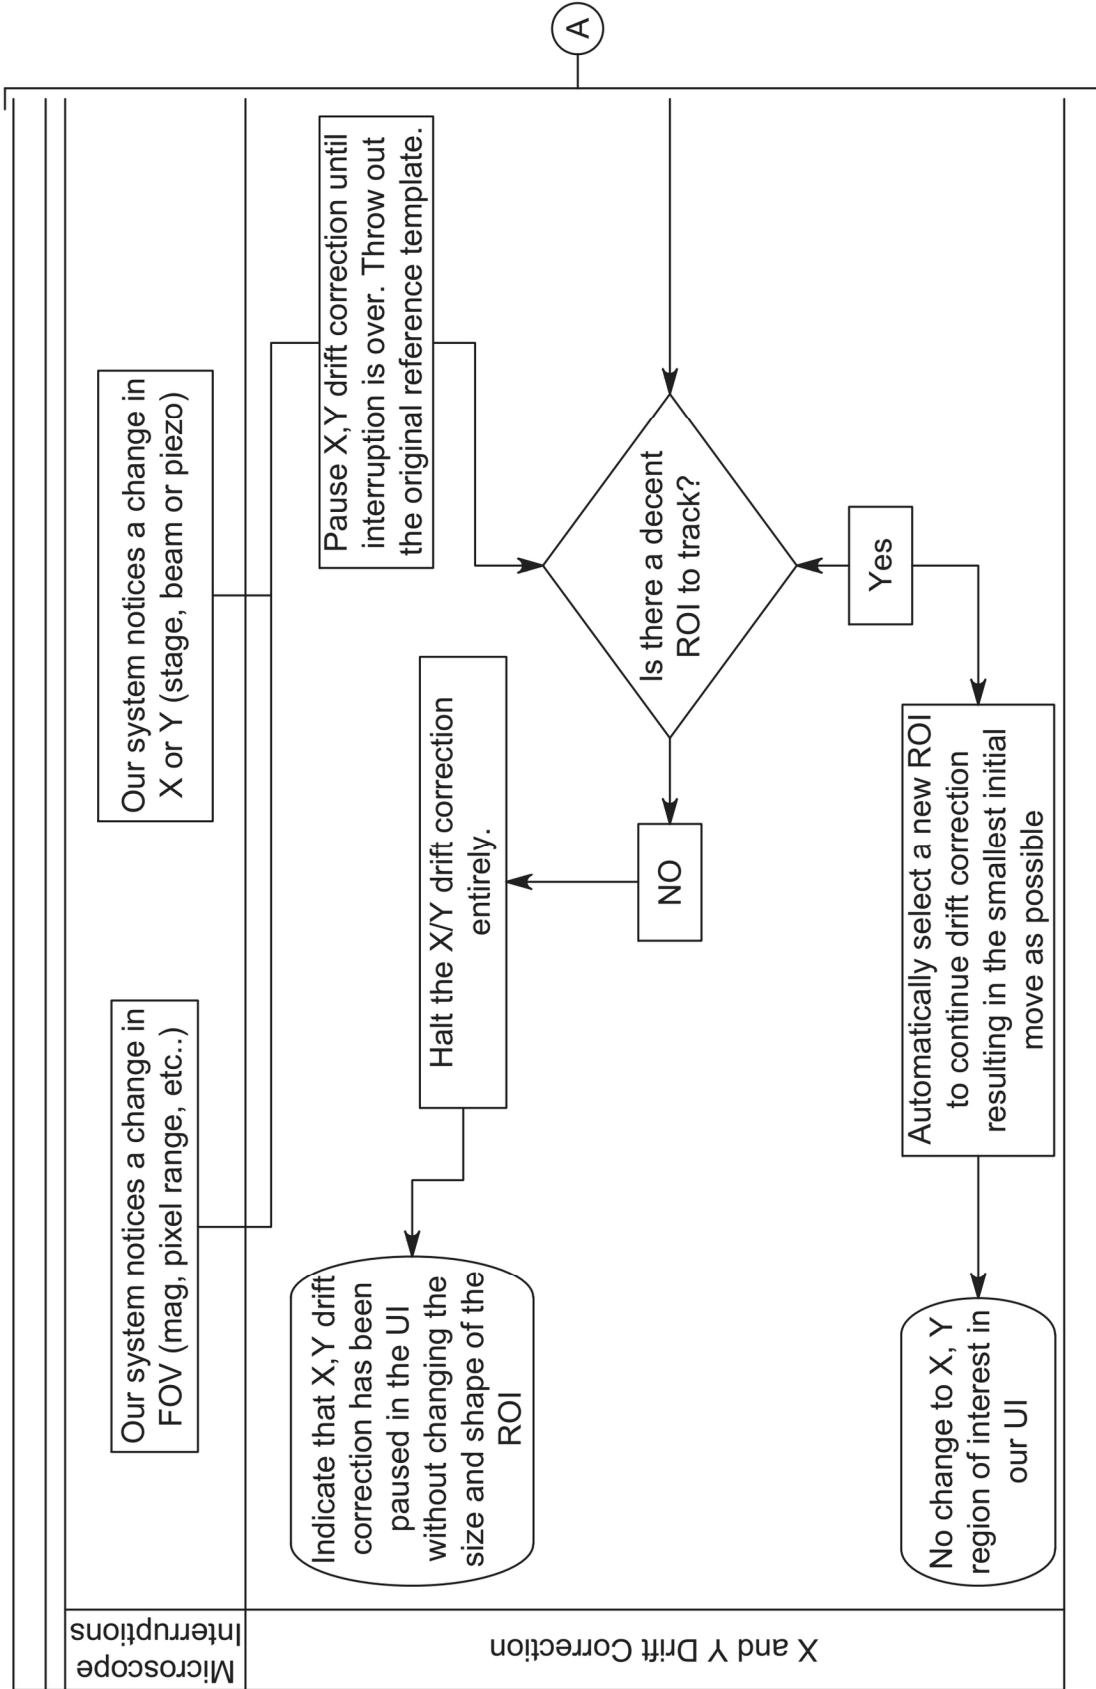 Microscope
Interruptions
Our system notices a change in
FOV (mag, pixel range, etc..)
Our system notices a change in
X or Y (stage, beam or piezo)
X and Y Drift Correction
Pause X,Y drift correction until
interruption is over. Throw out
the original reference template.
Is there a decent
ROI to track?
NO
Halt the X/Y drift correction
entirely.
Indicate that X,Y drift
correction has been
paused in the UI
without changing the
size and shape of the
ROI
Yes
Automatically select a new ROI
to continue drift correction
resulting in the smallest initial
move as possible
No change to X, Y
region of interest in
our UI
A